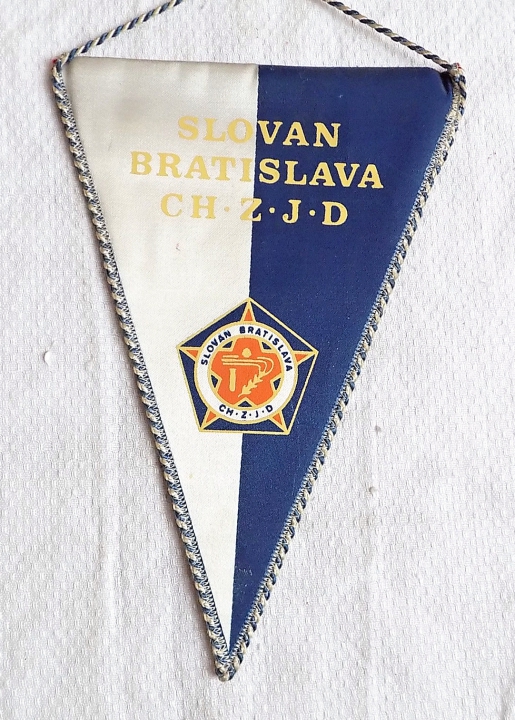 SLOVAN
BRATISLAVA
CH·Z·J·D
SLOVAN BRATISLAVA
CH·Z·J·D